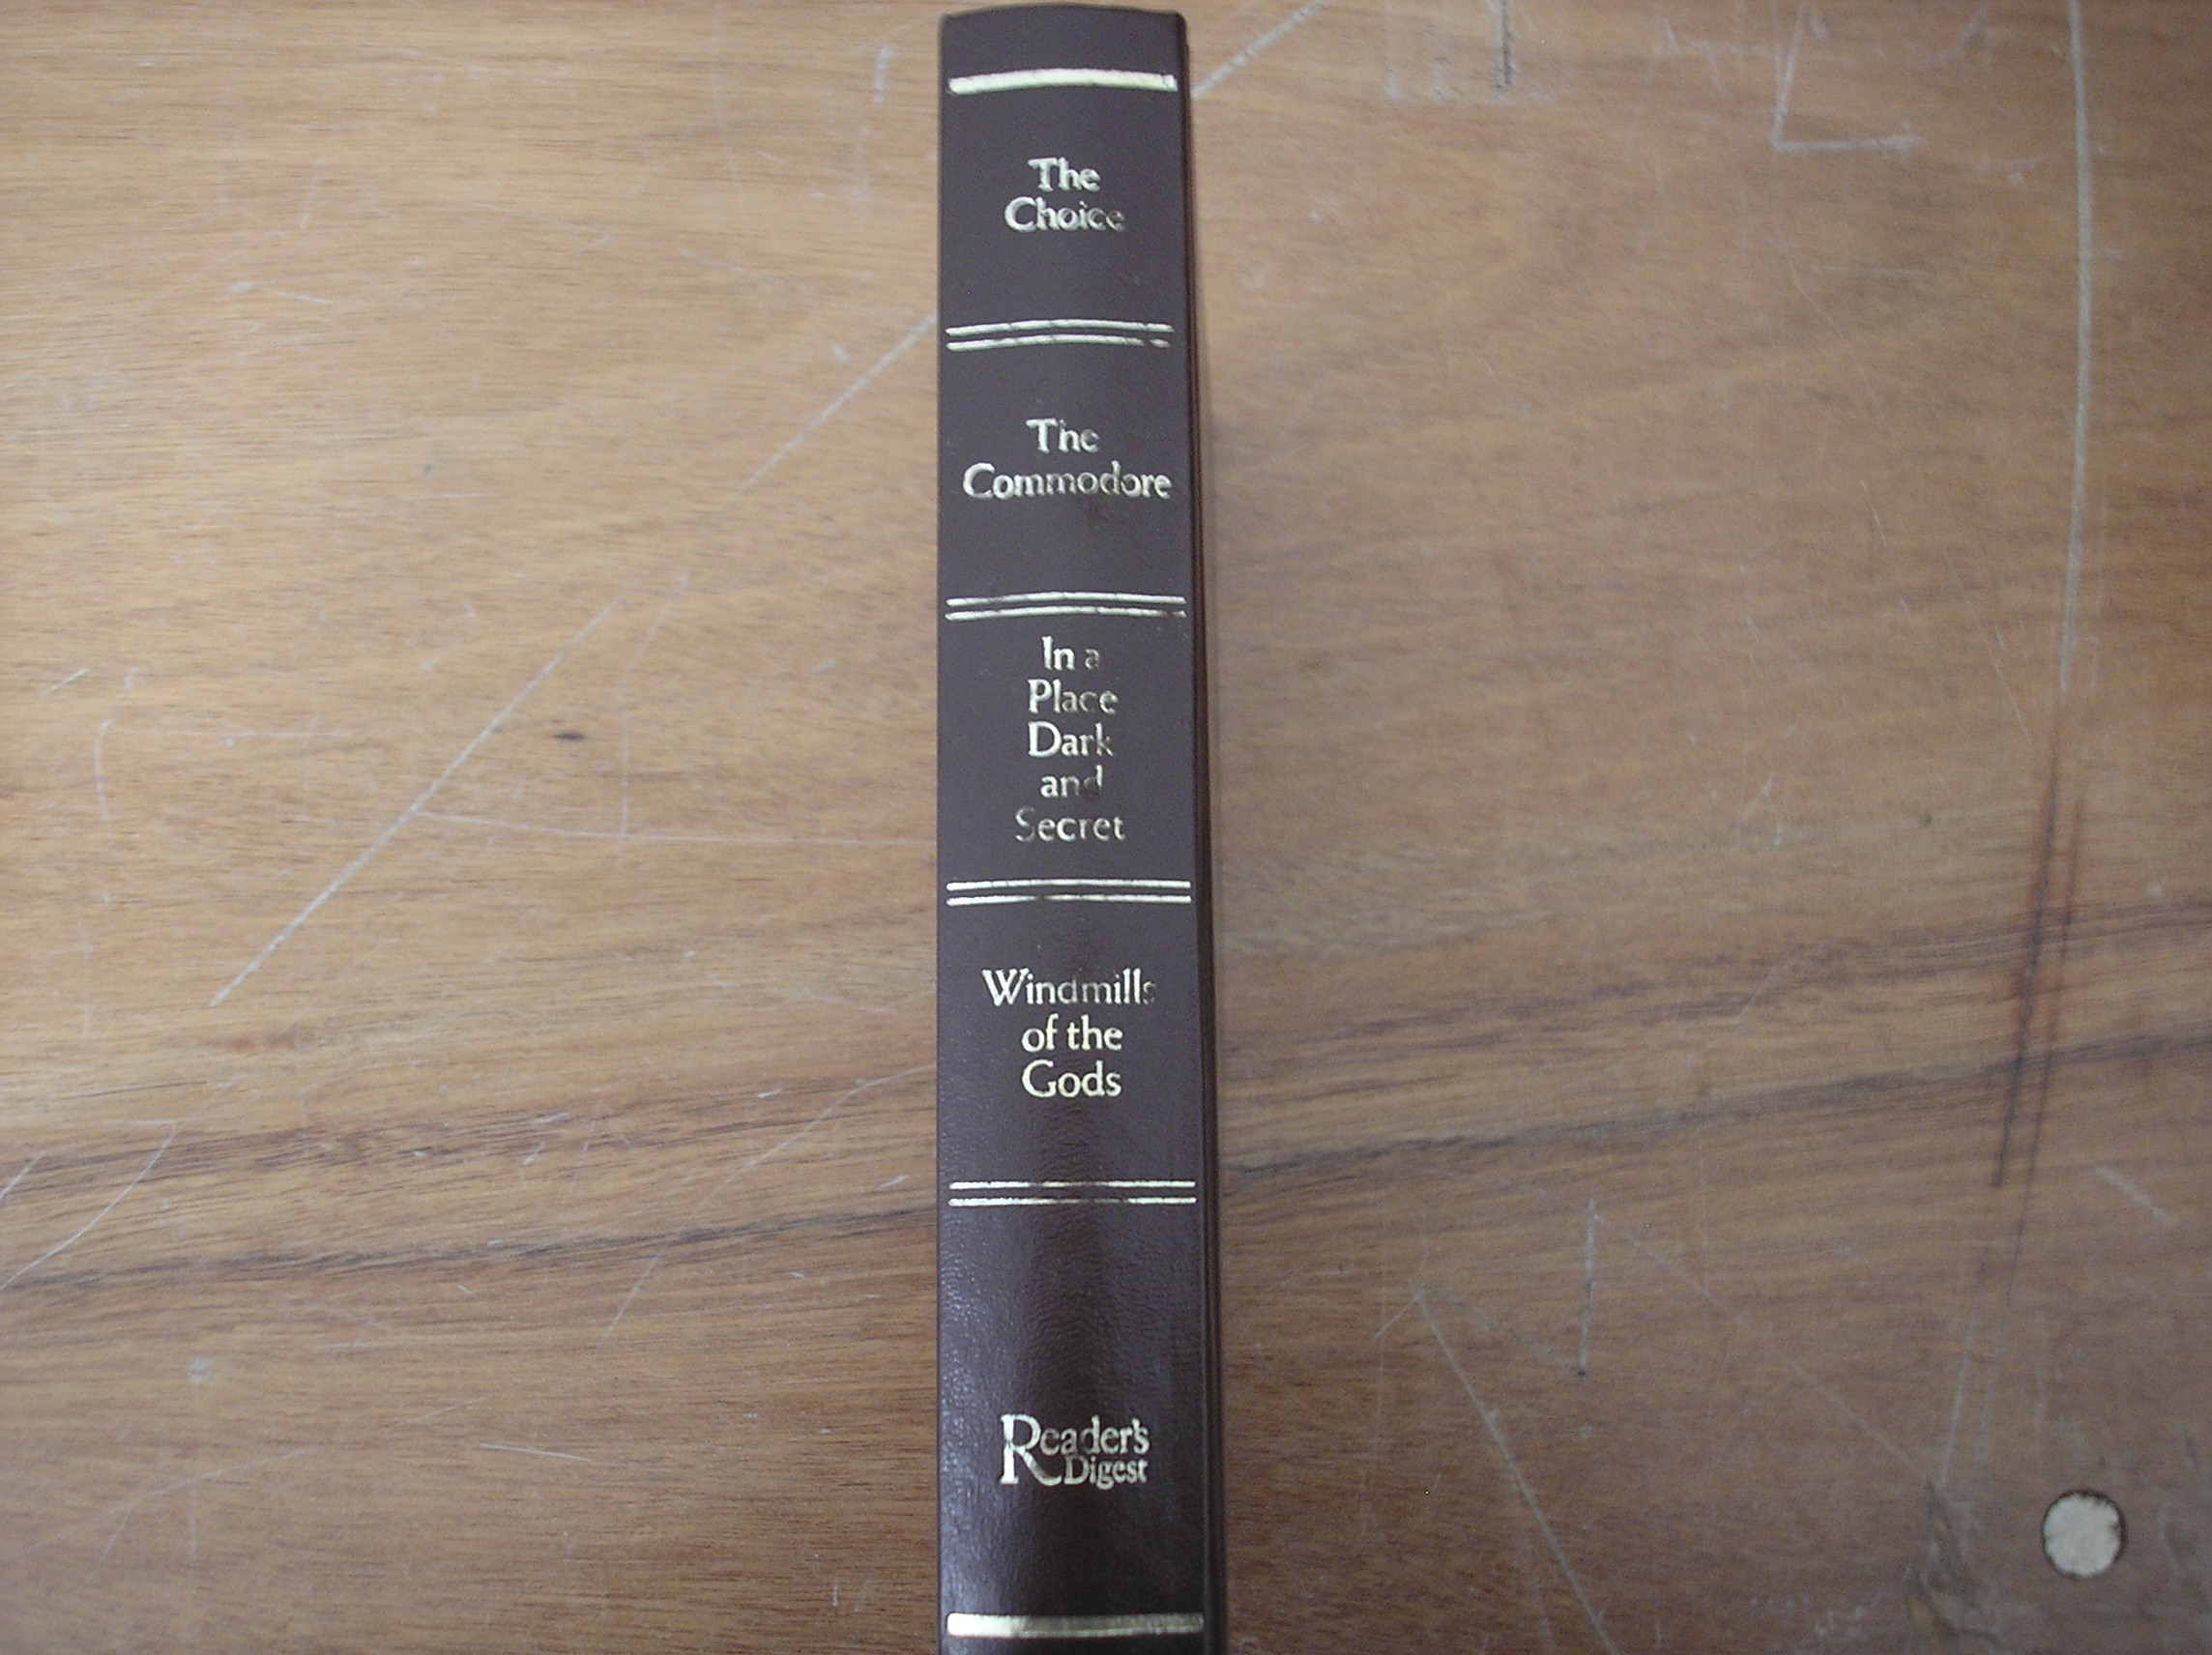 The
Choice
The
Commodore
In a
Place
Dark
and
Secret
Windmills
of the
Gods
Reader's
Digest